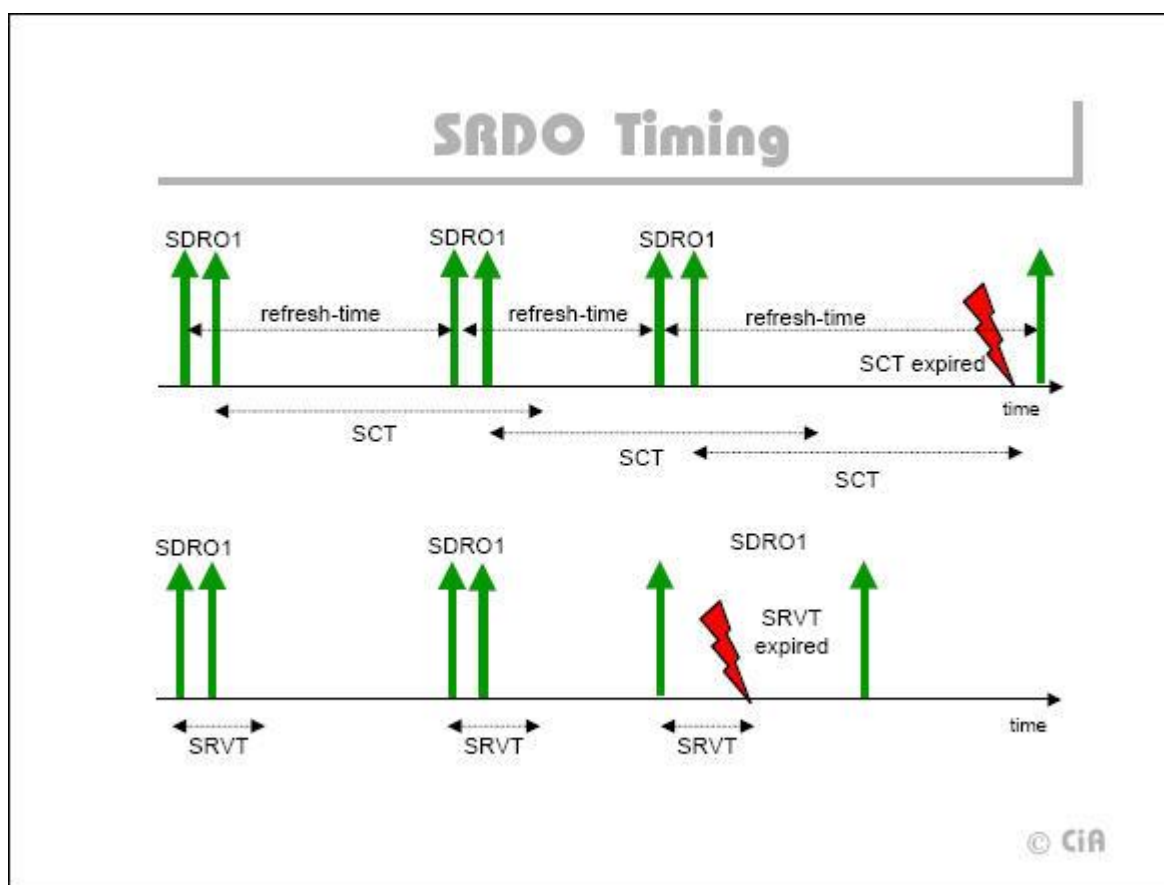 SRDO Timing
SDRO1 SDRO1 SDRO1
refresh-time refresh-time refresh-time
SCT expired
time
SCT
SCT
SCT
SDRO1 SDRO1 SDRO1
SRVT
expired
time
SRVT SRVT SRVT
© CiA